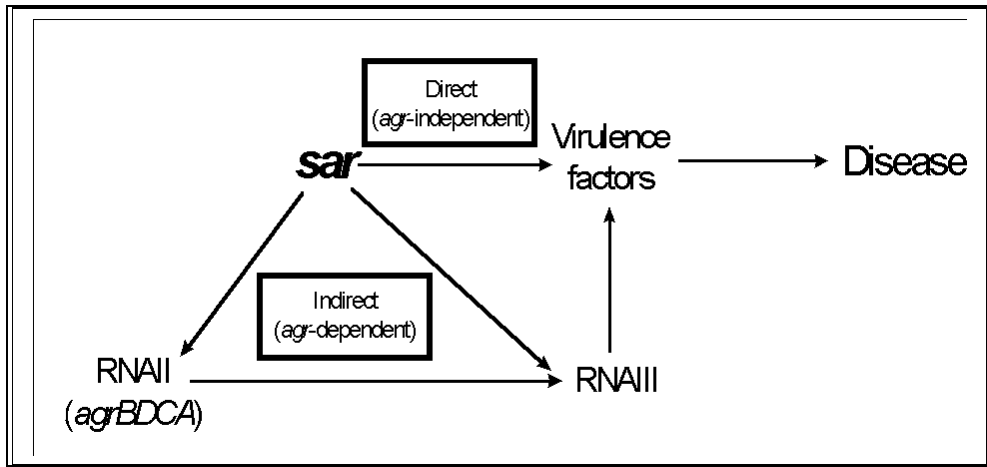 Direct
(agr-independent)
sar
Virulence
factors
Disease
Indirect
(agr-dependent)
RNAII
(agrBDCA)
RNAIII